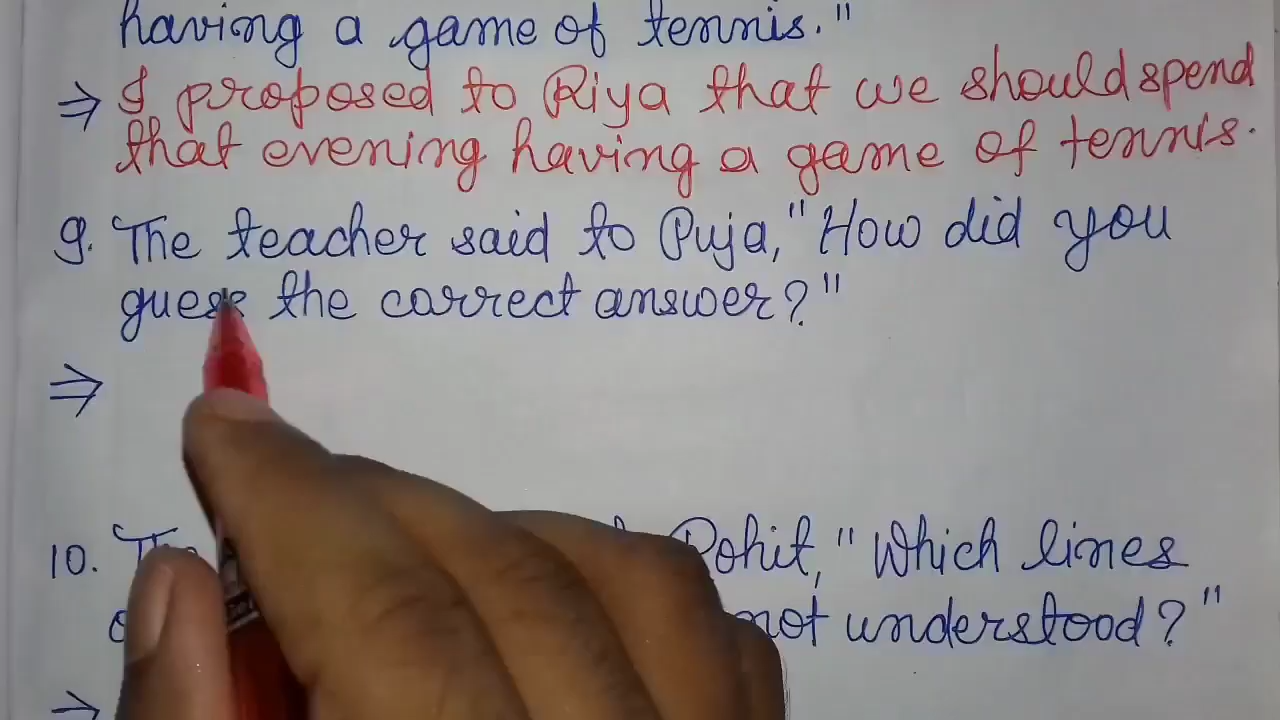 having a game of tennis."
⇒ I proposed to Riya that we should spend
that evening having a game of tennis.
9. The teacher said to Puja, "How did you
guess the correct answer?"
⇒
10. Rohit, "Which lines
not understood?"
⇒